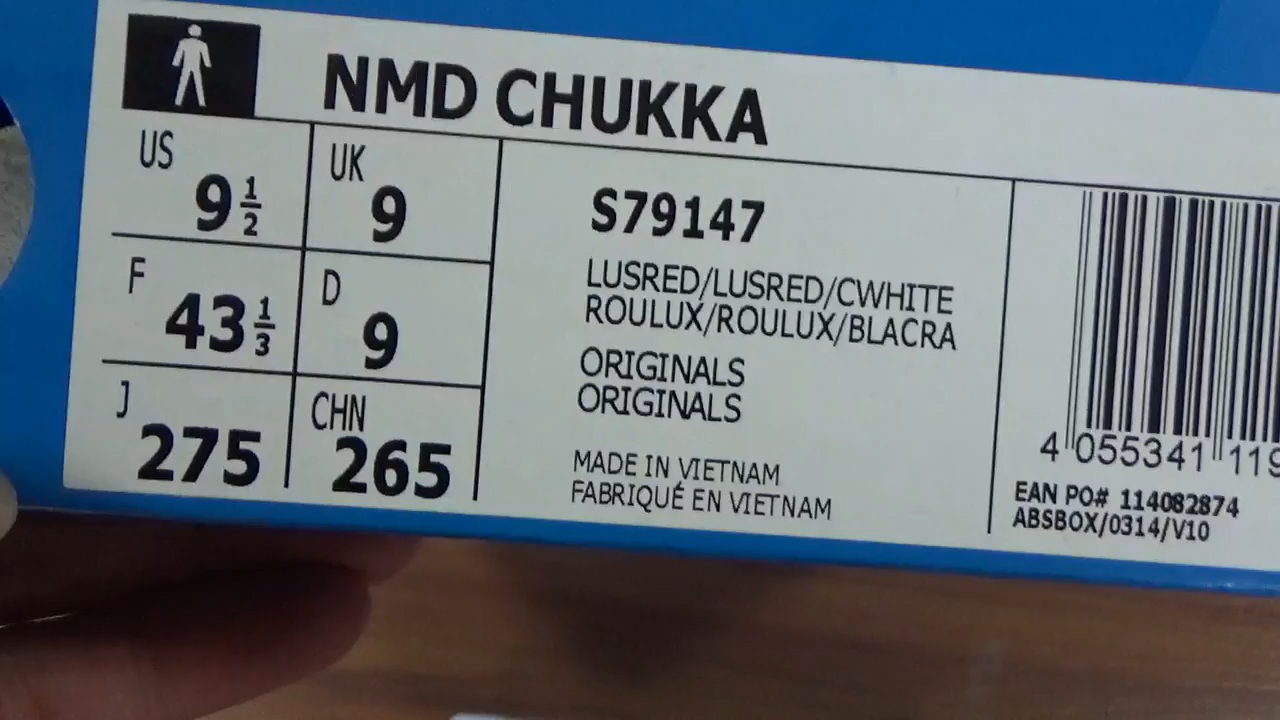 NMD CHUKKA
US 9 1/2
UK 9
F 43 1/3
D 9
J 275
CHN 265
S79147
LUSRED/LUSRED/CWHITE
ROULUX/ROULUX/BLACRA
ORIGINALS
ORIGINALS
MADE IN VIETNAM
FABRIQUÉ EN VIETNAM
4 055341 119
EAN PO# 114082874
ABSBOX/0314/V10